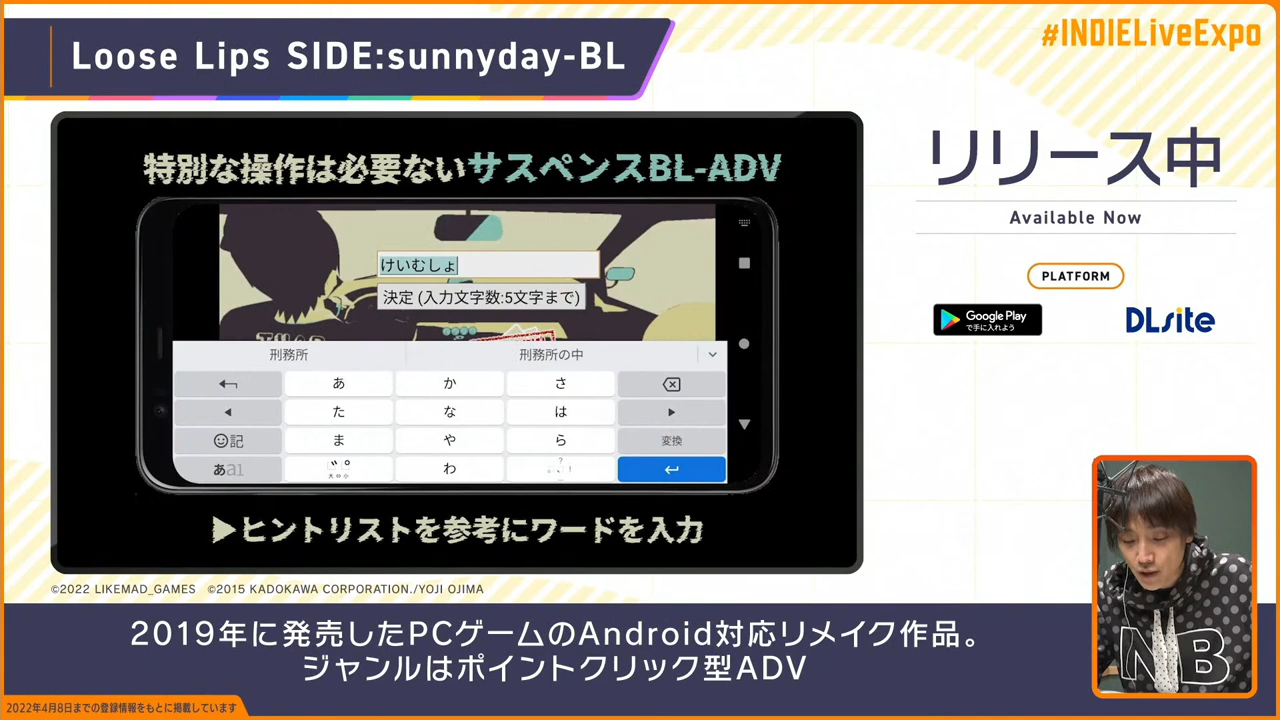 Loose Lips SIDE:sunnyday-BL
#INDIELiveExpo
特別な操作は必要ないサスペンスBL-ADV
けいむしょ
決定 (入力文字数:5文字まで)
刑務所
刑務所の中
あ
か
さ
た
な
は
記
ま
や
ら
変換
あa1
わ
▶ヒントリストを参考にワードを入力
リリース中
Available Now
PLATFORM
Google Play
で手に入れよう
DLsite
©2022 LIKEMAD_GAMES ©2015 KADOKAWA CORPORATION./YOJI OJIMA
NB
2019年に発売したPCゲームのAndroid対応リメイク作品。
ジャンルはポイントクリック型ADV
2022年4月8日までの登録情報をもとに掲載しています